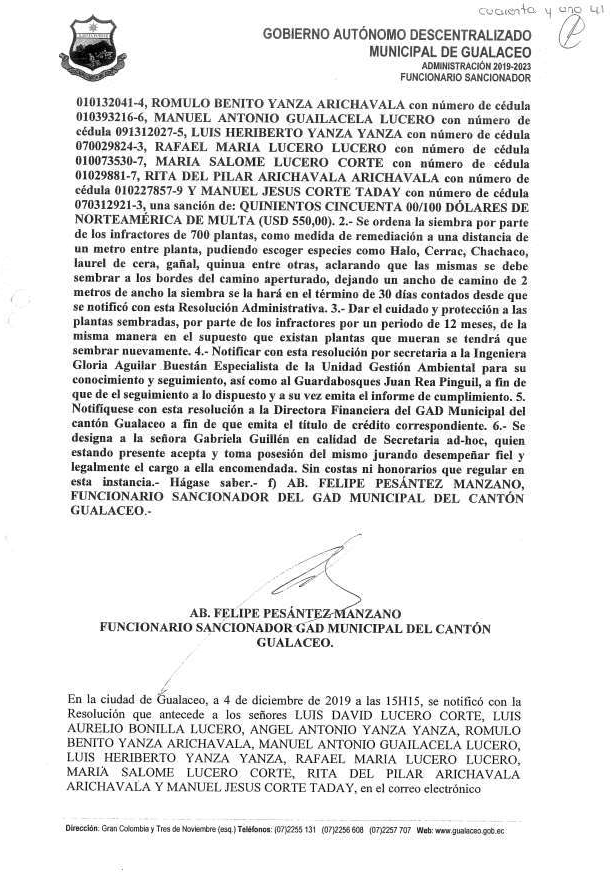 cuarenta y uno 41
GOBIERNO AUTÓNOMO DESCENTRALIZADO
MUNICIPAL DE GUALACEO
ADMINISTRACIÓN 2019-2023
FUNCIONARIO SANCIONADOR
010132041-4, ROMULO BENITO YANZA ARICHAVALA con número de cédula
010393216-6, MANUEL ANTONIO GUAILACELA LUCERO con número de
cédula 091312027-5, LUIS HERIBERTO YANZA YANZA con número de cédula
070029824-3, RAFAEL MARIA LUCERO LUCERO con número de cédula
010073530-7, MARIA SALOME LUCERO CORTE con número de cédula
01029881-7, RITA DEL PILAR ARICHAVALA ARICHAVALA con número de
cédula 010227857-9 Y MANUEL JESUS CORTE TADAY con número de cédula
070312921-3, una sanción de: QUINIENTOS CINCUENTA 00/100 DÓLARES DE
NORTEAMÉRICA DE MULTA (USD 550,00). 2.- Se ordena la siembra por parte
de los infractores de 700 plantas, como medida de remediación a una distancia de
un metro entre planta, pudiendo escoger especies como Halo, Cerrac, Chachaco,
laurel de cera, gañal, quinua entre otras, aclarando que las mismas se debe
sembrar a los bordes del camino aperturado, dejando un ancho de camino de 2
metros de ancho la siembra se la hará en el término de 30 días contados desde que
se notificó con esta Resolución Administrativa. 3.- Dar el cuidado y protección a las
plantas sembradas, por parte de los infractores por un periodo de 12 meses, de la
misma manera en el supuesto que existan plantas que mueran se tendrá que
sembrar nuevamente. 4.- Notificar con esta resolución por secretaria a la Ingeniera
Gloria Aguilar Buestán Especialista de la Unidad Gestión Ambiental para su
conocimiento y seguimiento, así como al Guardabosques Juan Rea Pinguil, a fin de
que de el seguimiento a lo dispuesto y a su vez emita el informe de cumplimiento. 5.
Notifíquese con esta resolución a la Directora Financiera del GAD Municipal del
cantón Gualaceo a fin de que emita el título de crédito correspondiente. 6.- Se
designa a la señora Gabriela Guillén en calidad de Secretaria ad-hoc, quien
estando presente acepta y toma posesión del mismo jurando desempeñar fiel y
legalmente el cargo a ella encomendada. Sin costas ni honorarios que regular en
esta instancia.- Hágase saber.- f) AB. FELIPE PESÁNTEZ MANZANO,
FUNCIONARIO SANCIONADOR DEL GAD MUNICIPAL DEL CANTÓN
GUALACEO.-
AB. FELIPE PESÁNTEZ MANZANO
FUNCIONARIO SANCIONADOR GAD MUNICIPAL DEL CANTÓN
GUALACEO.
En la ciudad de Gualaceo, a 4 de diciembre de 2019 a las 15H15, se notificó con la
Resolución que antecede a los señores LUIS DAVID LUCERO CORTE, LUIS
AURELIO BONILLA LUCERO, ANGEL ANTONIO YANZA YANZA, ROMULO
BENITO YANZA ARICHAVALA, MANUEL ANTONIO GUAILACELA LUCERO,
LUIS HERIBERTO YANZA YANZA, RAFAEL MARIA LUCERO LUCERO,
MARIA SALOME LUCERO CORTE, RITA DEL PILAR ARICHAVALA
ARICHAVALA Y MANUEL JESUS CORTE TADAY, en el correo electrónico
Dirección: Gran Colombia y Tres de Noviembre (esq.) Teléfonos: (07)2255 131 (07)2256 608 (07)2257 707 Web: www.gualaceo.gob.ec